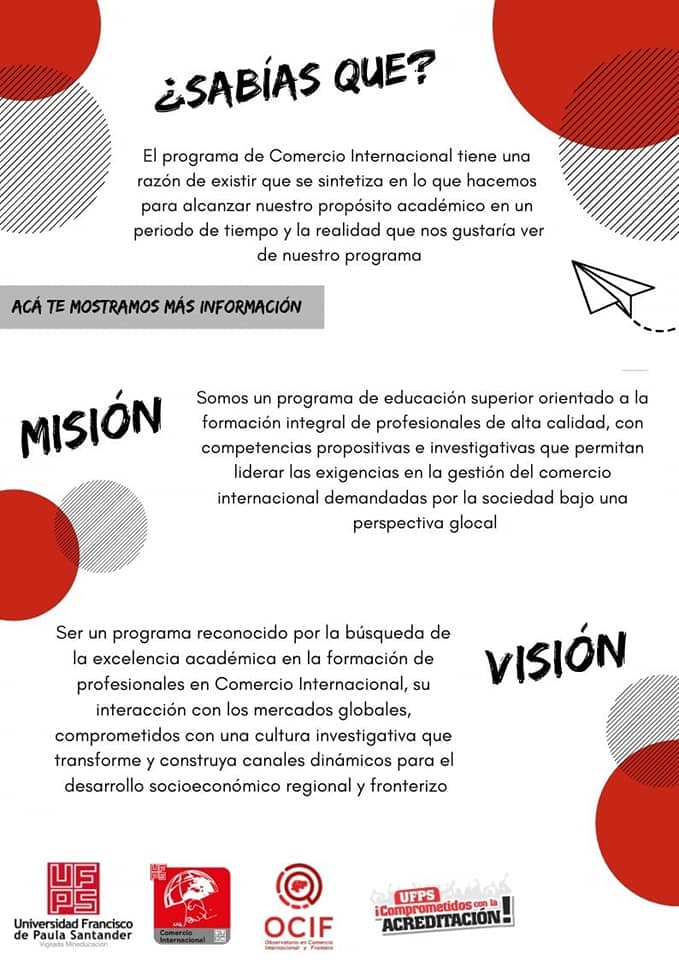 ¿SABÍAS QUE?
El programa de Comercio Internacional tiene una
razón de existir que se sintetiza en lo que hacemos
para alcanzar nuestro propósito académico en un
periodo de tiempo y la realidad que nos gustaría ver
de nuestro programa
ACÁ TE MOSTRAMOS MÁS INFORMACIÓN
MISIÓN
Somos un programa de educación superior orientado a la
formación integral de profesionales de alta calidad, con
competencias propositivas e investigativas que permitan
liderar las exigencias en la gestión del comercio
internacional demandadas por la sociedad bajo una
perspectiva glocal
VISIÓN
Ser un programa reconocido por la búsqueda de
la excelencia académica en la formación de
profesionales en Comercio Internacional, su
interacción con los mercados globales,
comprometidos con una cultura investigativa que
transforme y construya canales dinámicos para el
desarrollo socioeconómico regional y fronterizo
UFPS
Universidad Francisco
de Paula Santander
Vigilada Mineducación
UFPS
Comercio
Internacional
OCIF
Observatorio en Comercio
Internacional y Frontera
UFPS
¡Comprometidos con la
ACREDITACIÓN!